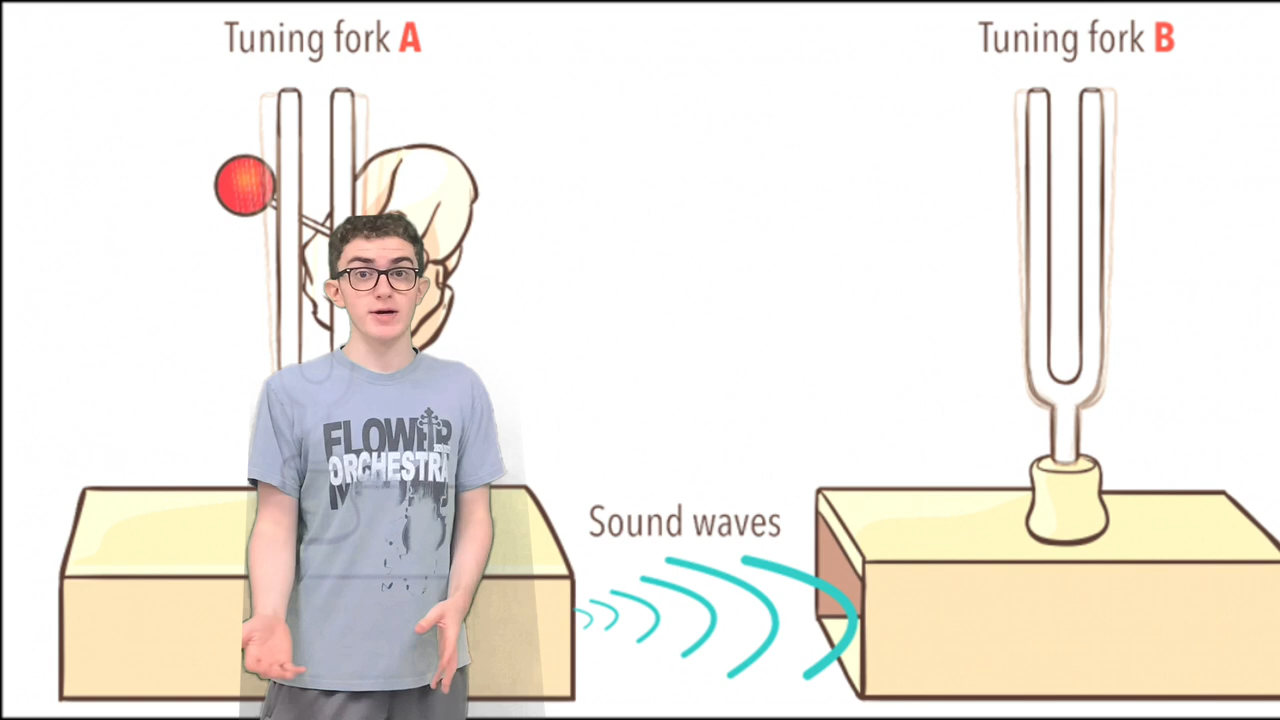 Tuning fork A
Tuning fork B
FLOWER
ORCHESTRA
Sound waves